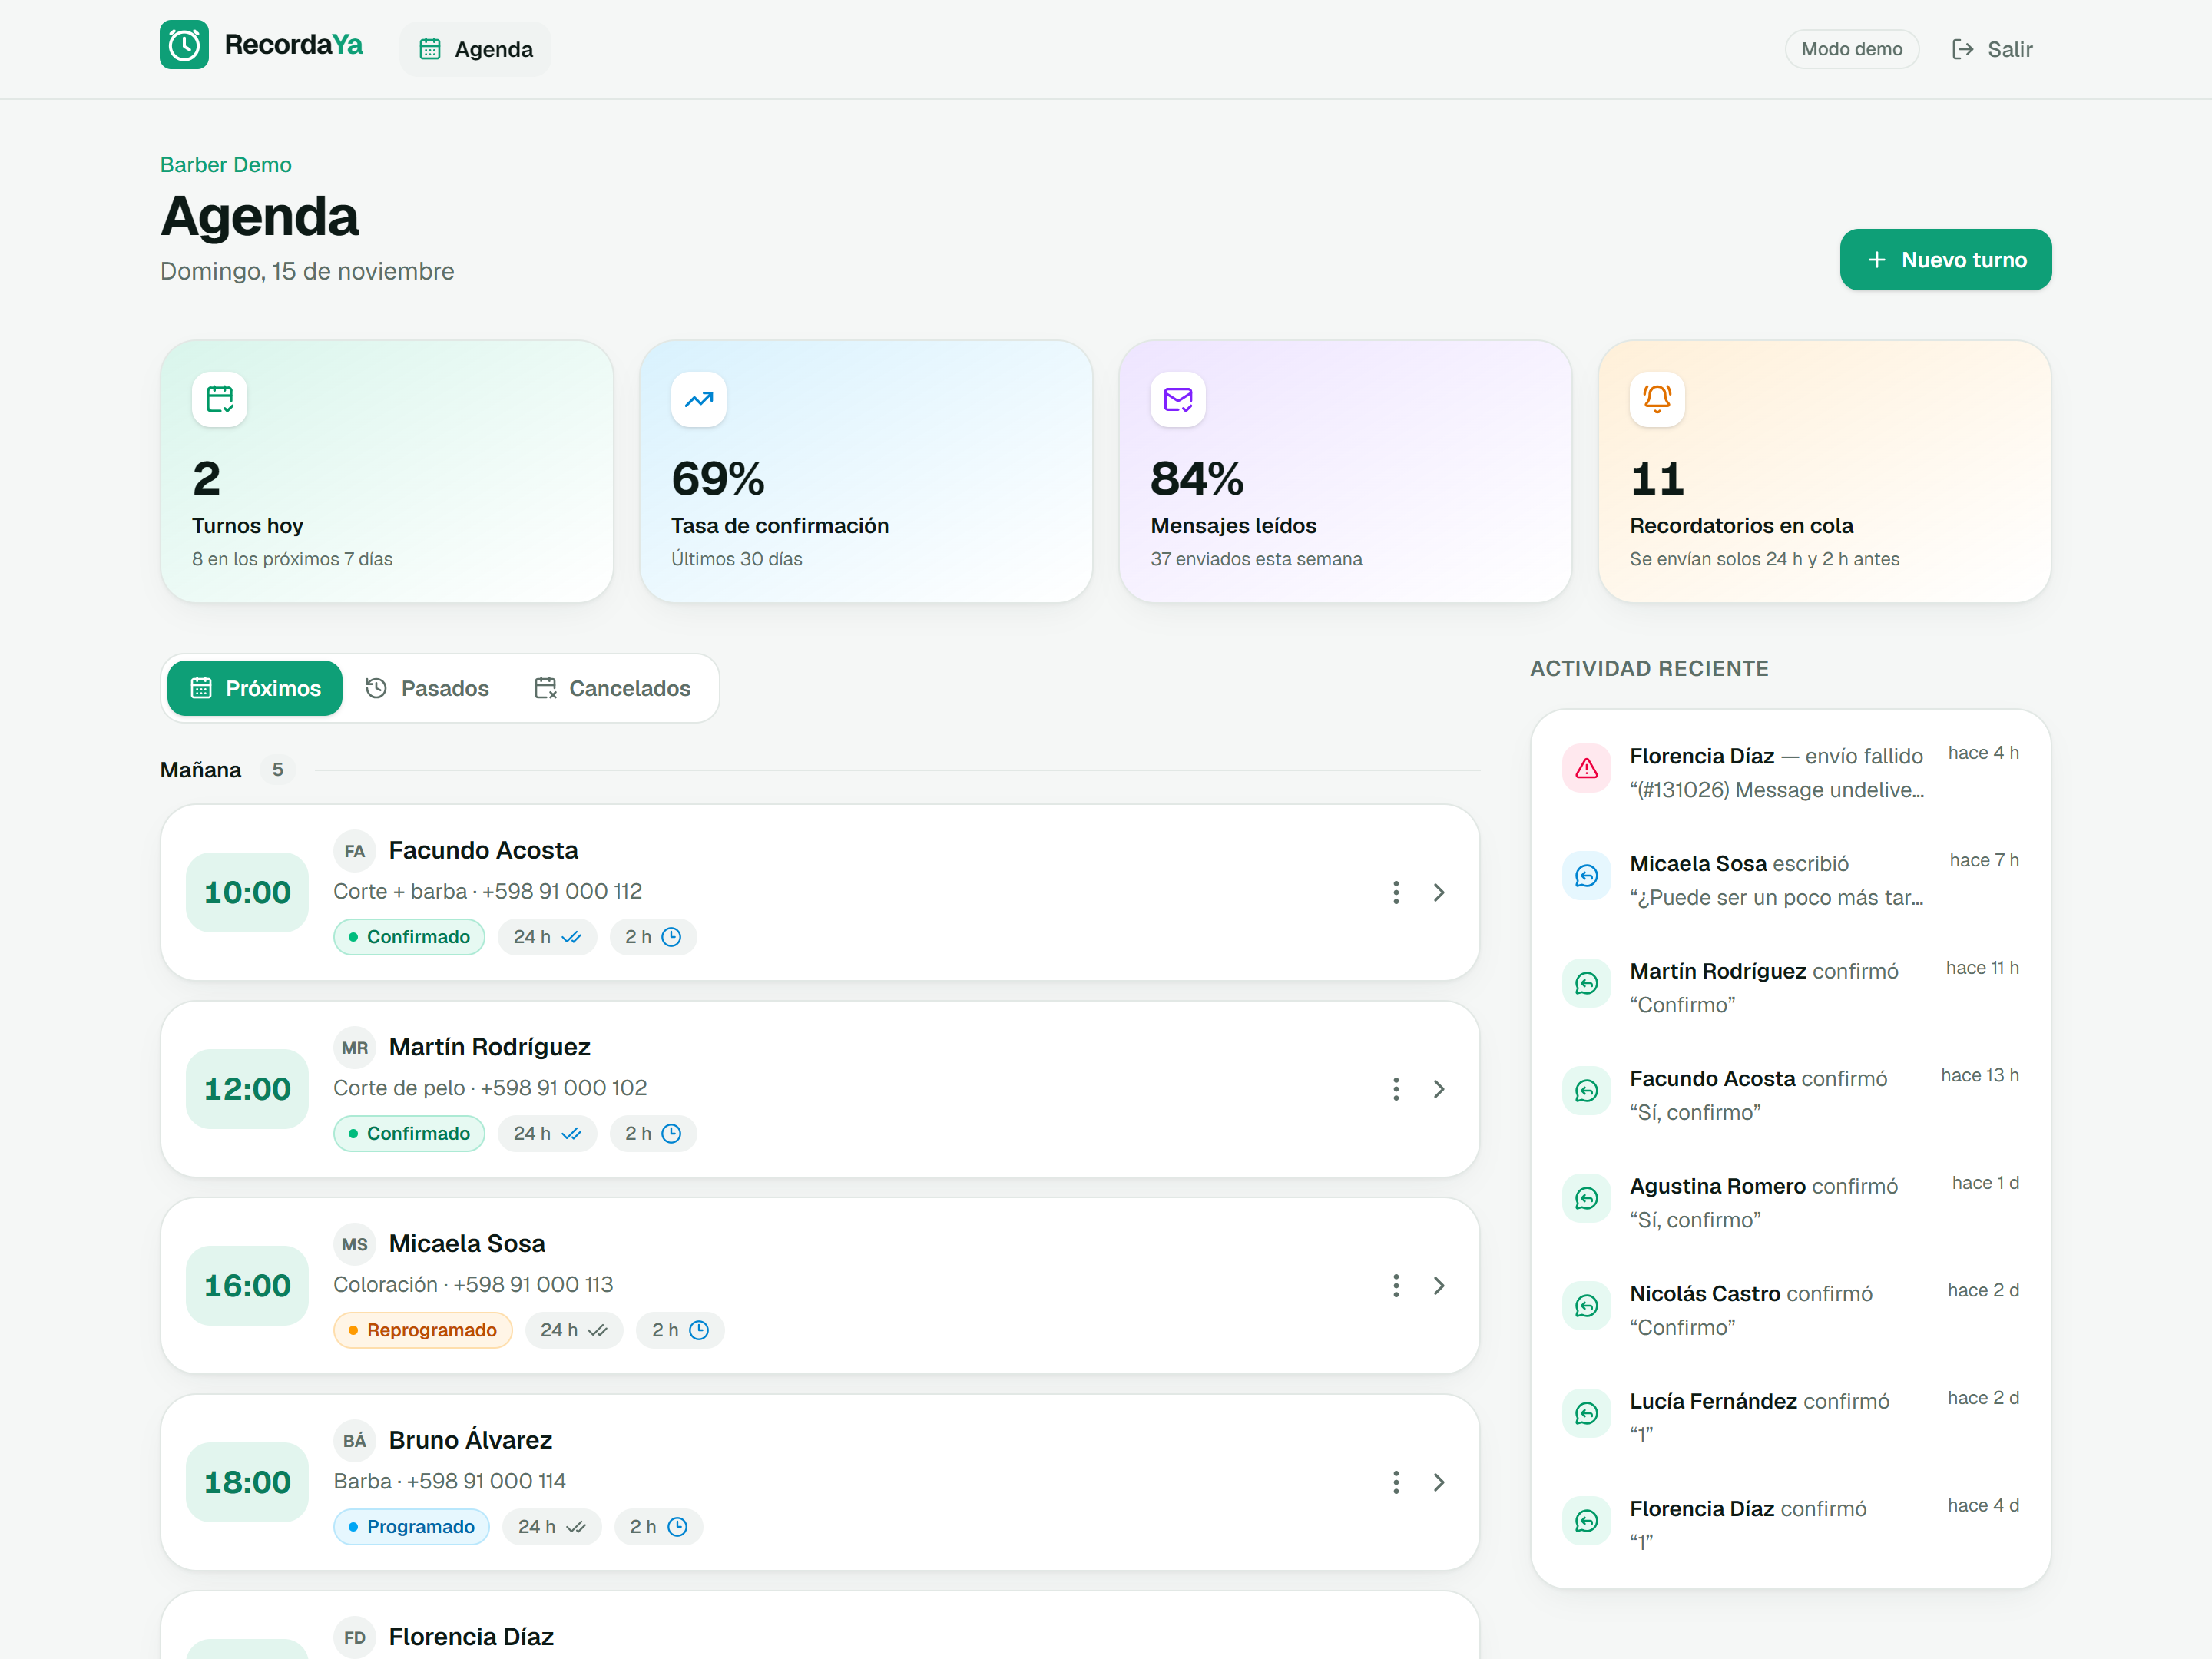 RecordaYa
Agenda
Modo demo
Salir
Barber Demo
Agenda
Domingo, 15 de noviembre
Nuevo turno
2
Turnos hoy
8 en los próximos 7 días
69%
Tasa de confirmación
Últimos 30 días
84%
Mensajes leídos
37 enviados esta semana
11
Recordatorios en cola
Se envían solos 24 h y 2 h antes
Próximos
Pasados
Cancelados
Mañana 5
10:00
FA Facundo Acosta
Corte + barba · +598 91 000 112
Confirmado 24 h 2 h
12:00
MR Martín Rodríguez
Corte de pelo · +598 91 000 102
Confirmado 24 h 2 h
16:00
MS Micaela Sosa
Coloración · +598 91 000 113
Reprogramado 24 h 2 h
18:00
BÁ Bruno Álvarez
Barba · +598 91 000 114
Programado 24 h 2 h
FD Florencia Díaz
ACTIVIDAD RECIENTE
Florencia Díaz — envío fallido hace 4 h
“(#131026) Message undelive...
Micaela Sosa escribió hace 7 h
“¿Puede ser un poco más tar...
Martín Rodríguez confirmó hace 11 h
“Confirmo”
Facundo Acosta confirmó hace 13 h
“Sí, confirmo”
Agustina Romero confirmó hace 1 d
“Sí, confirmo”
Nicolás Castro confirmó hace 2 d
“Confirmo”
Lucía Fernández confirmó hace 2 d
“1”
Florencia Díaz confirmó hace 4 d
“1”